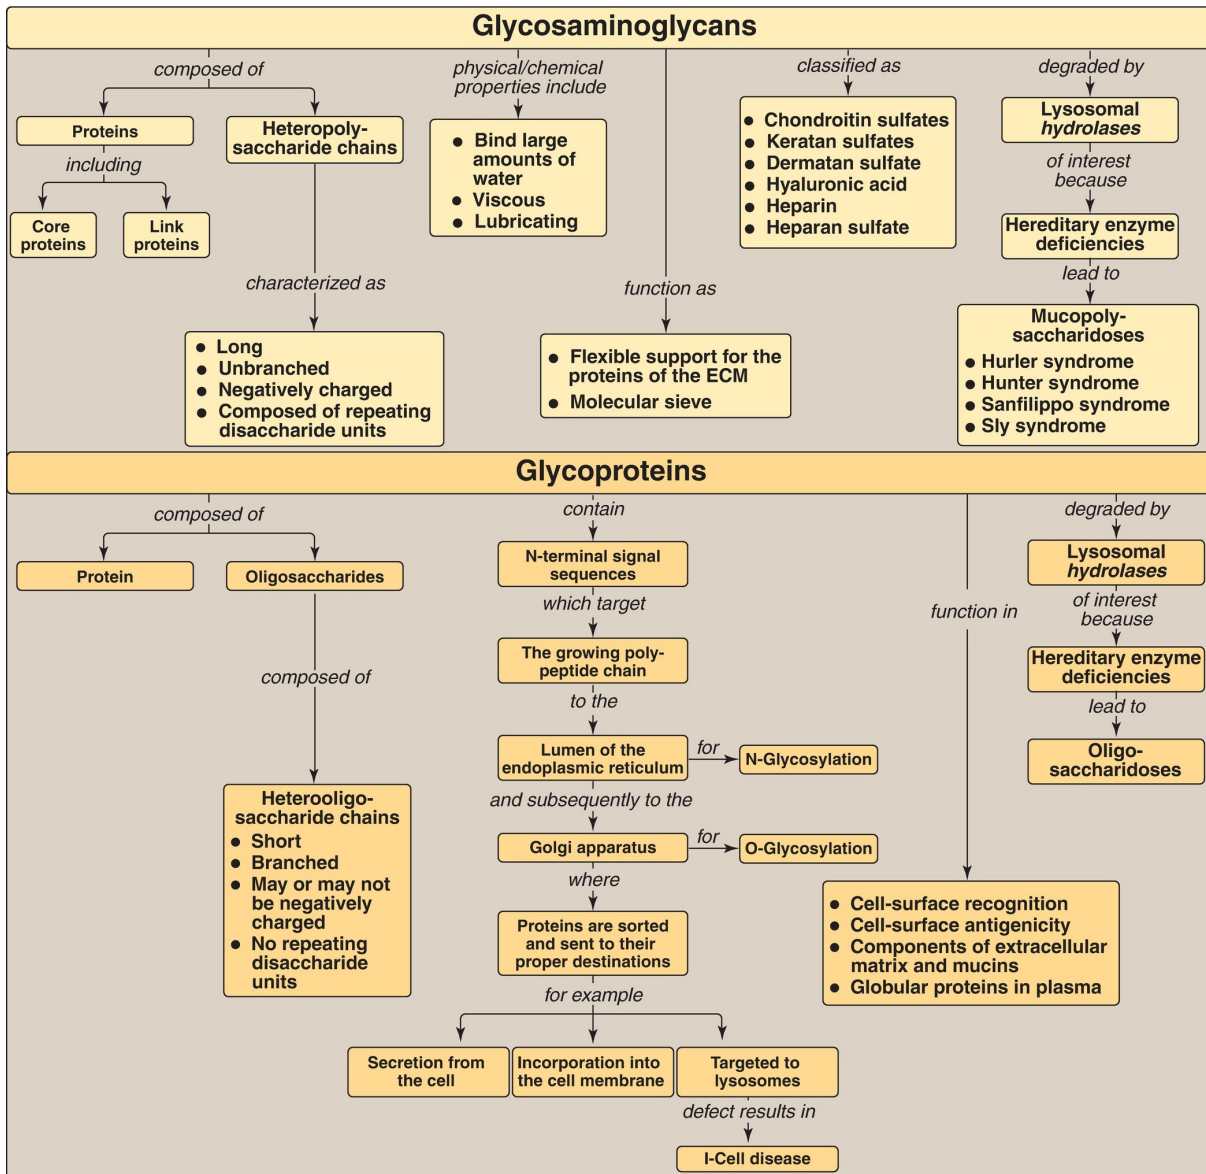 Glycosaminoglycans
composed of
Proteins
including
Core
proteins
Link
proteins
Heteropoly-
saccharide chains
characterized as
● Long
● Unbranched
● Negatively charged
● Composed of repeating
disaccharide units
physical/chemical
properties include
● Bind large
amounts of
water
● Viscous
● Lubricating
function as
● Flexible support for the
proteins of the ECM
● Molecular sieve
classified as
● Chondroitin sulfates
● Keratan sulfates
● Dermatan sulfate
● Hyaluronic acid
● Heparin
● Heparan sulfate
degraded by
Lysosomal
hydrolases
of interest
because
Hereditary enzyme
deficiencies
lead to
Mucopoly-
saccharidoses
● Hurler syndrome
● Hunter syndrome
● Sanfilippo syndrome
● Sly syndrome
Glycoproteins
composed of
Protein
Oligosaccharides
composed of
Heterooligo-
saccharide chains
● Short
● Branched
● May or may not
be negatively
charged
● No repeating
disaccharide
units
contain
N-terminal signal
sequences
which target
The growing poly-
peptide chain
to the
Lumen of the
endoplasmic reticulum
for
N-Glycosylation
and subsequently to the
Golgi apparatus
for
O-Glycosylation
where
Proteins are sorted
and sent to their
proper destinations
for example
Secretion from
the cell
Incorporation into
the cell membrane
Targeted to
lysosomes
defect results in
I-Cell disease
function in
● Cell-surface recognition
● Cell-surface antigenicity
● Components of extracellular
matrix and mucins
● Globular proteins in plasma
degraded by
Lysosomal
hydrolases
of interest
because
Hereditary enzyme
deficiencies
lead to
Oligo-
saccharidoses